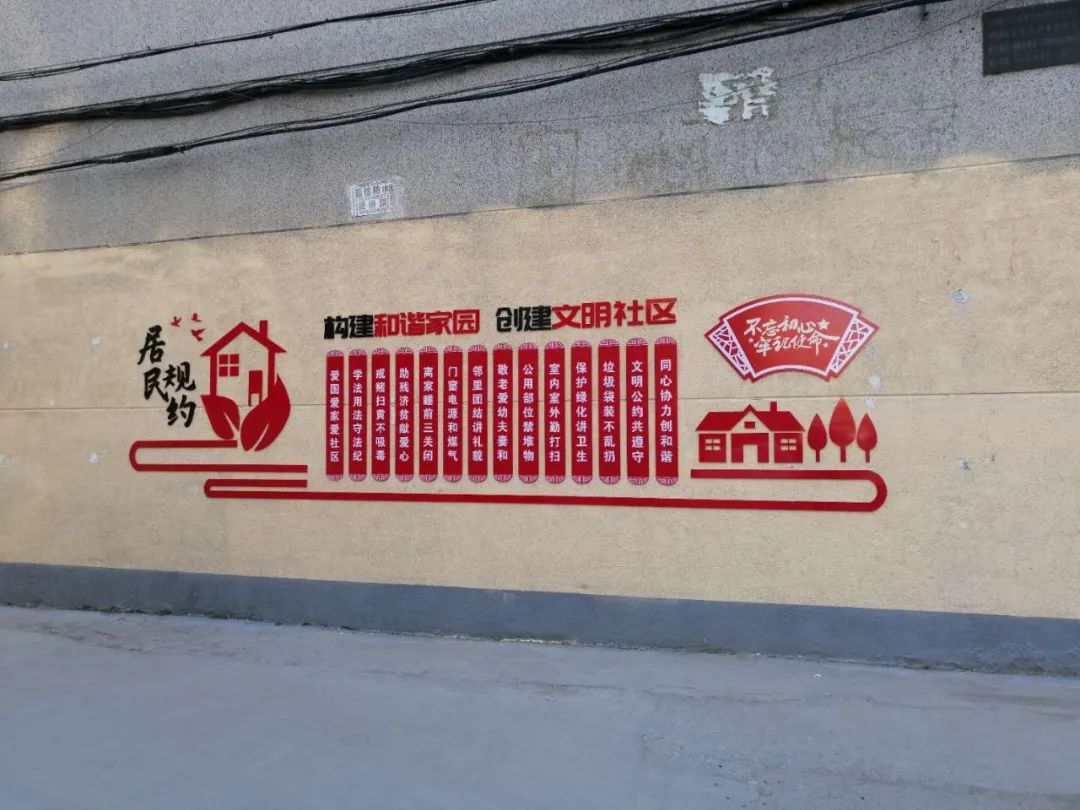 居民
规约
构建和谐家园 创建文明社区
爱国爱家爱社区
学法用法守法纪
戒赌扫黄不吸毒
助残济贫献爱心
离家睡前三关闭
门窗电源和煤气
邻里团结讲礼貌
敬老爱幼夫妻和
公用部位禁堆物
室内室外勤打扫
保护绿化讲卫生
垃圾袋装不乱扔
文明公约共遵守
同心协力创和谐
不忘初心
牢记使命